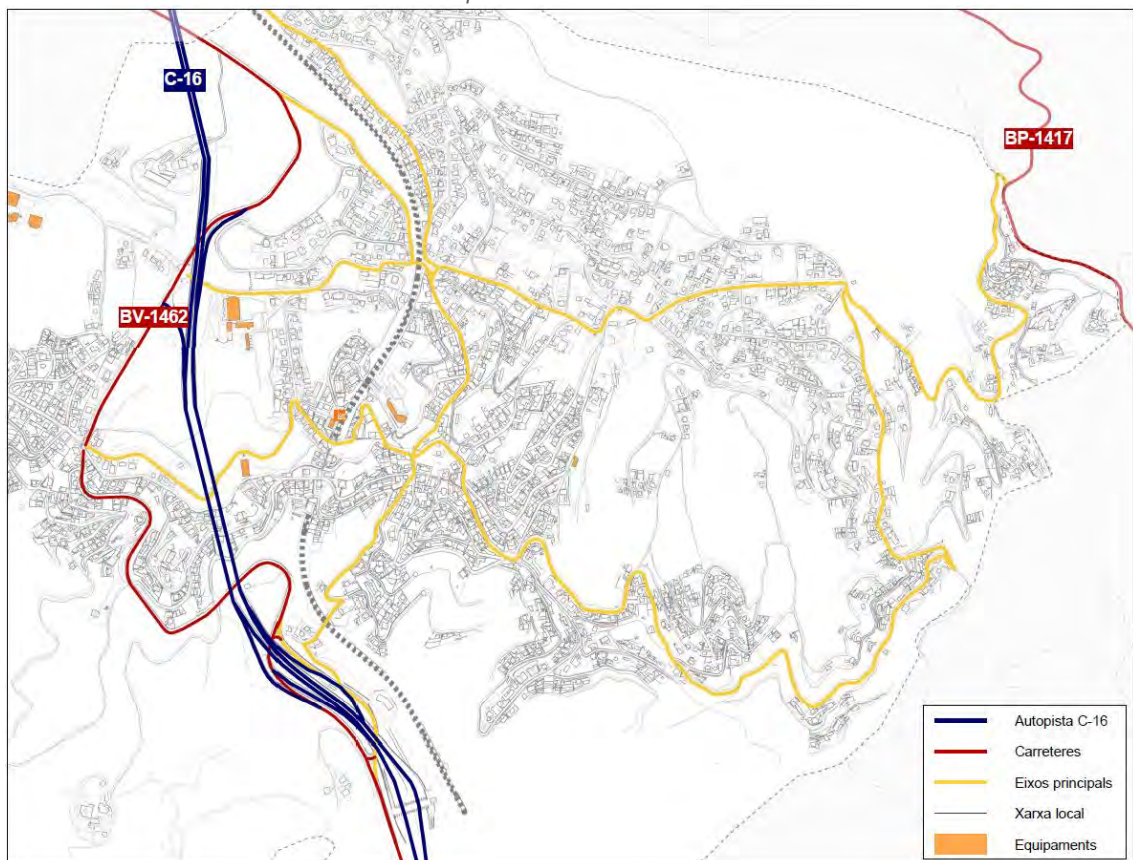 C-16
BP-1417
BV-1462
Autopista C-16
Carreteres
Eixos principals
Xarxa local
Equipaments